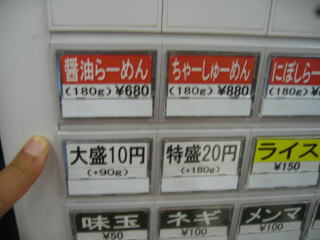 醤油らーめん
(180g) ¥680
ちゃーしゅーめん
(180g) ¥880
にぼしらー
(180g)
大盛10円
(+90g)
特盛20円
(+180g)
ライス
¥150
味玉
¥50
ネギ
¥100
メンマ
¥100